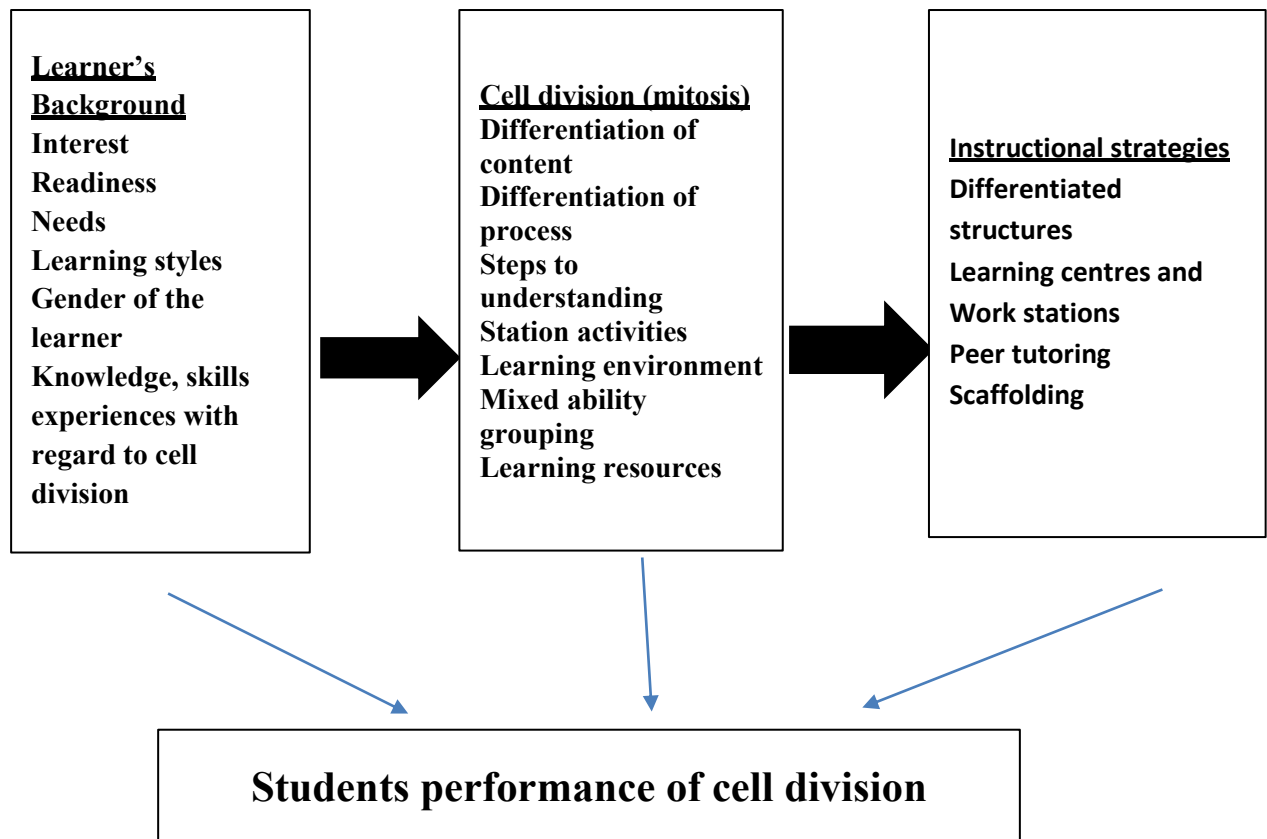 Learner’s
Background
Interest
Readiness
Needs
Learning styles
Gender of the
learner
Knowledge, skills
experiences with
regard to cell
division
Cell division (mitosis)
Differentiation of
content
Differentiation of
process
Steps to
understanding
Station activities
Learning environment
Mixed ability
grouping
Learning resources
Instructional strategies
Differentiated
structures
Learning centres and
Work stations
Peer tutoring
Scaffolding
Students performance of cell division